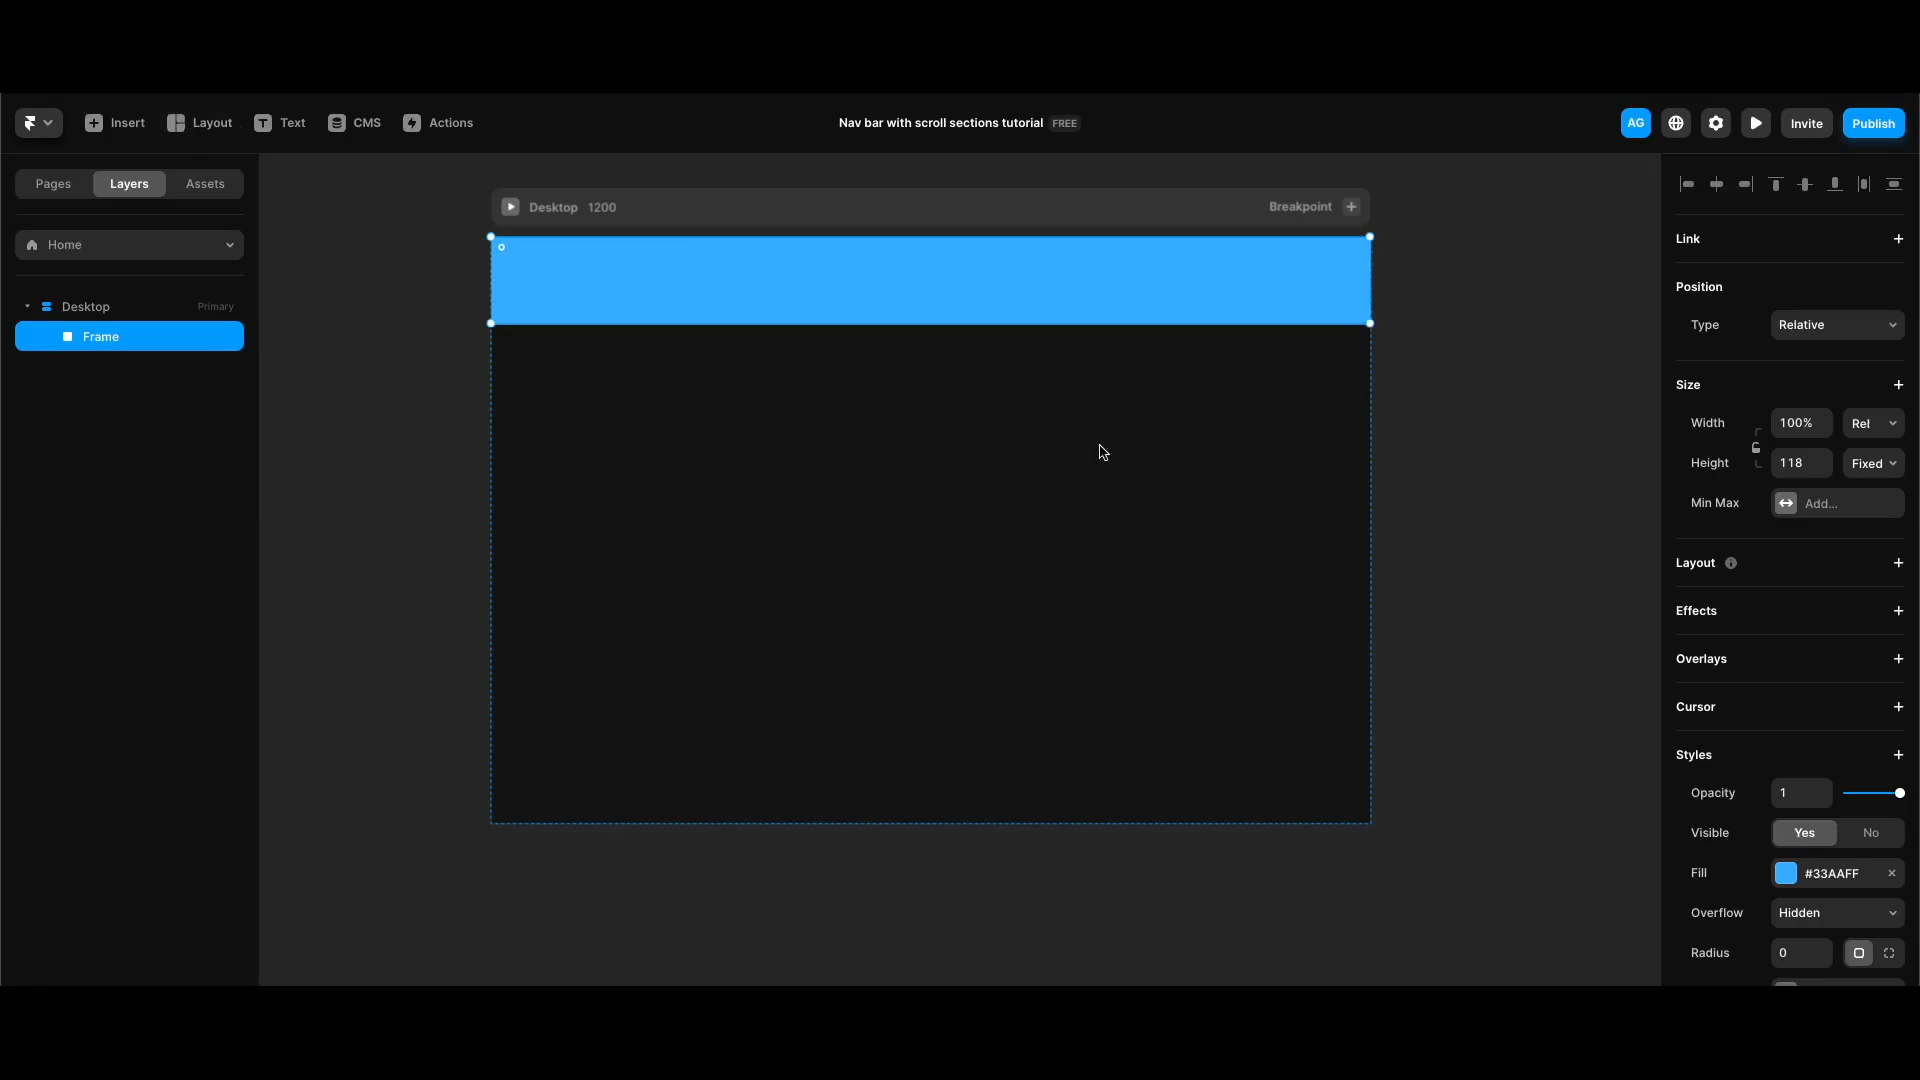 Insert
Layout
Text
CMS
Actions
Nav bar with scroll sections tutorial FREE
AG
Invite
Publish
Pages
Layers
Assets
Home
Desktop
Primary
Frame
Desktop 1200
Breakpoint
Link
Position
Type
Relative
Size
Width
100%
Rel
Height
118
Fixed
Min Max
Add...
Layout
Effects
Overlays
Cursor
Styles
Opacity
1
Visible
Yes
No
Fill
#33AAFF
Overflow
Hidden
Radius
0